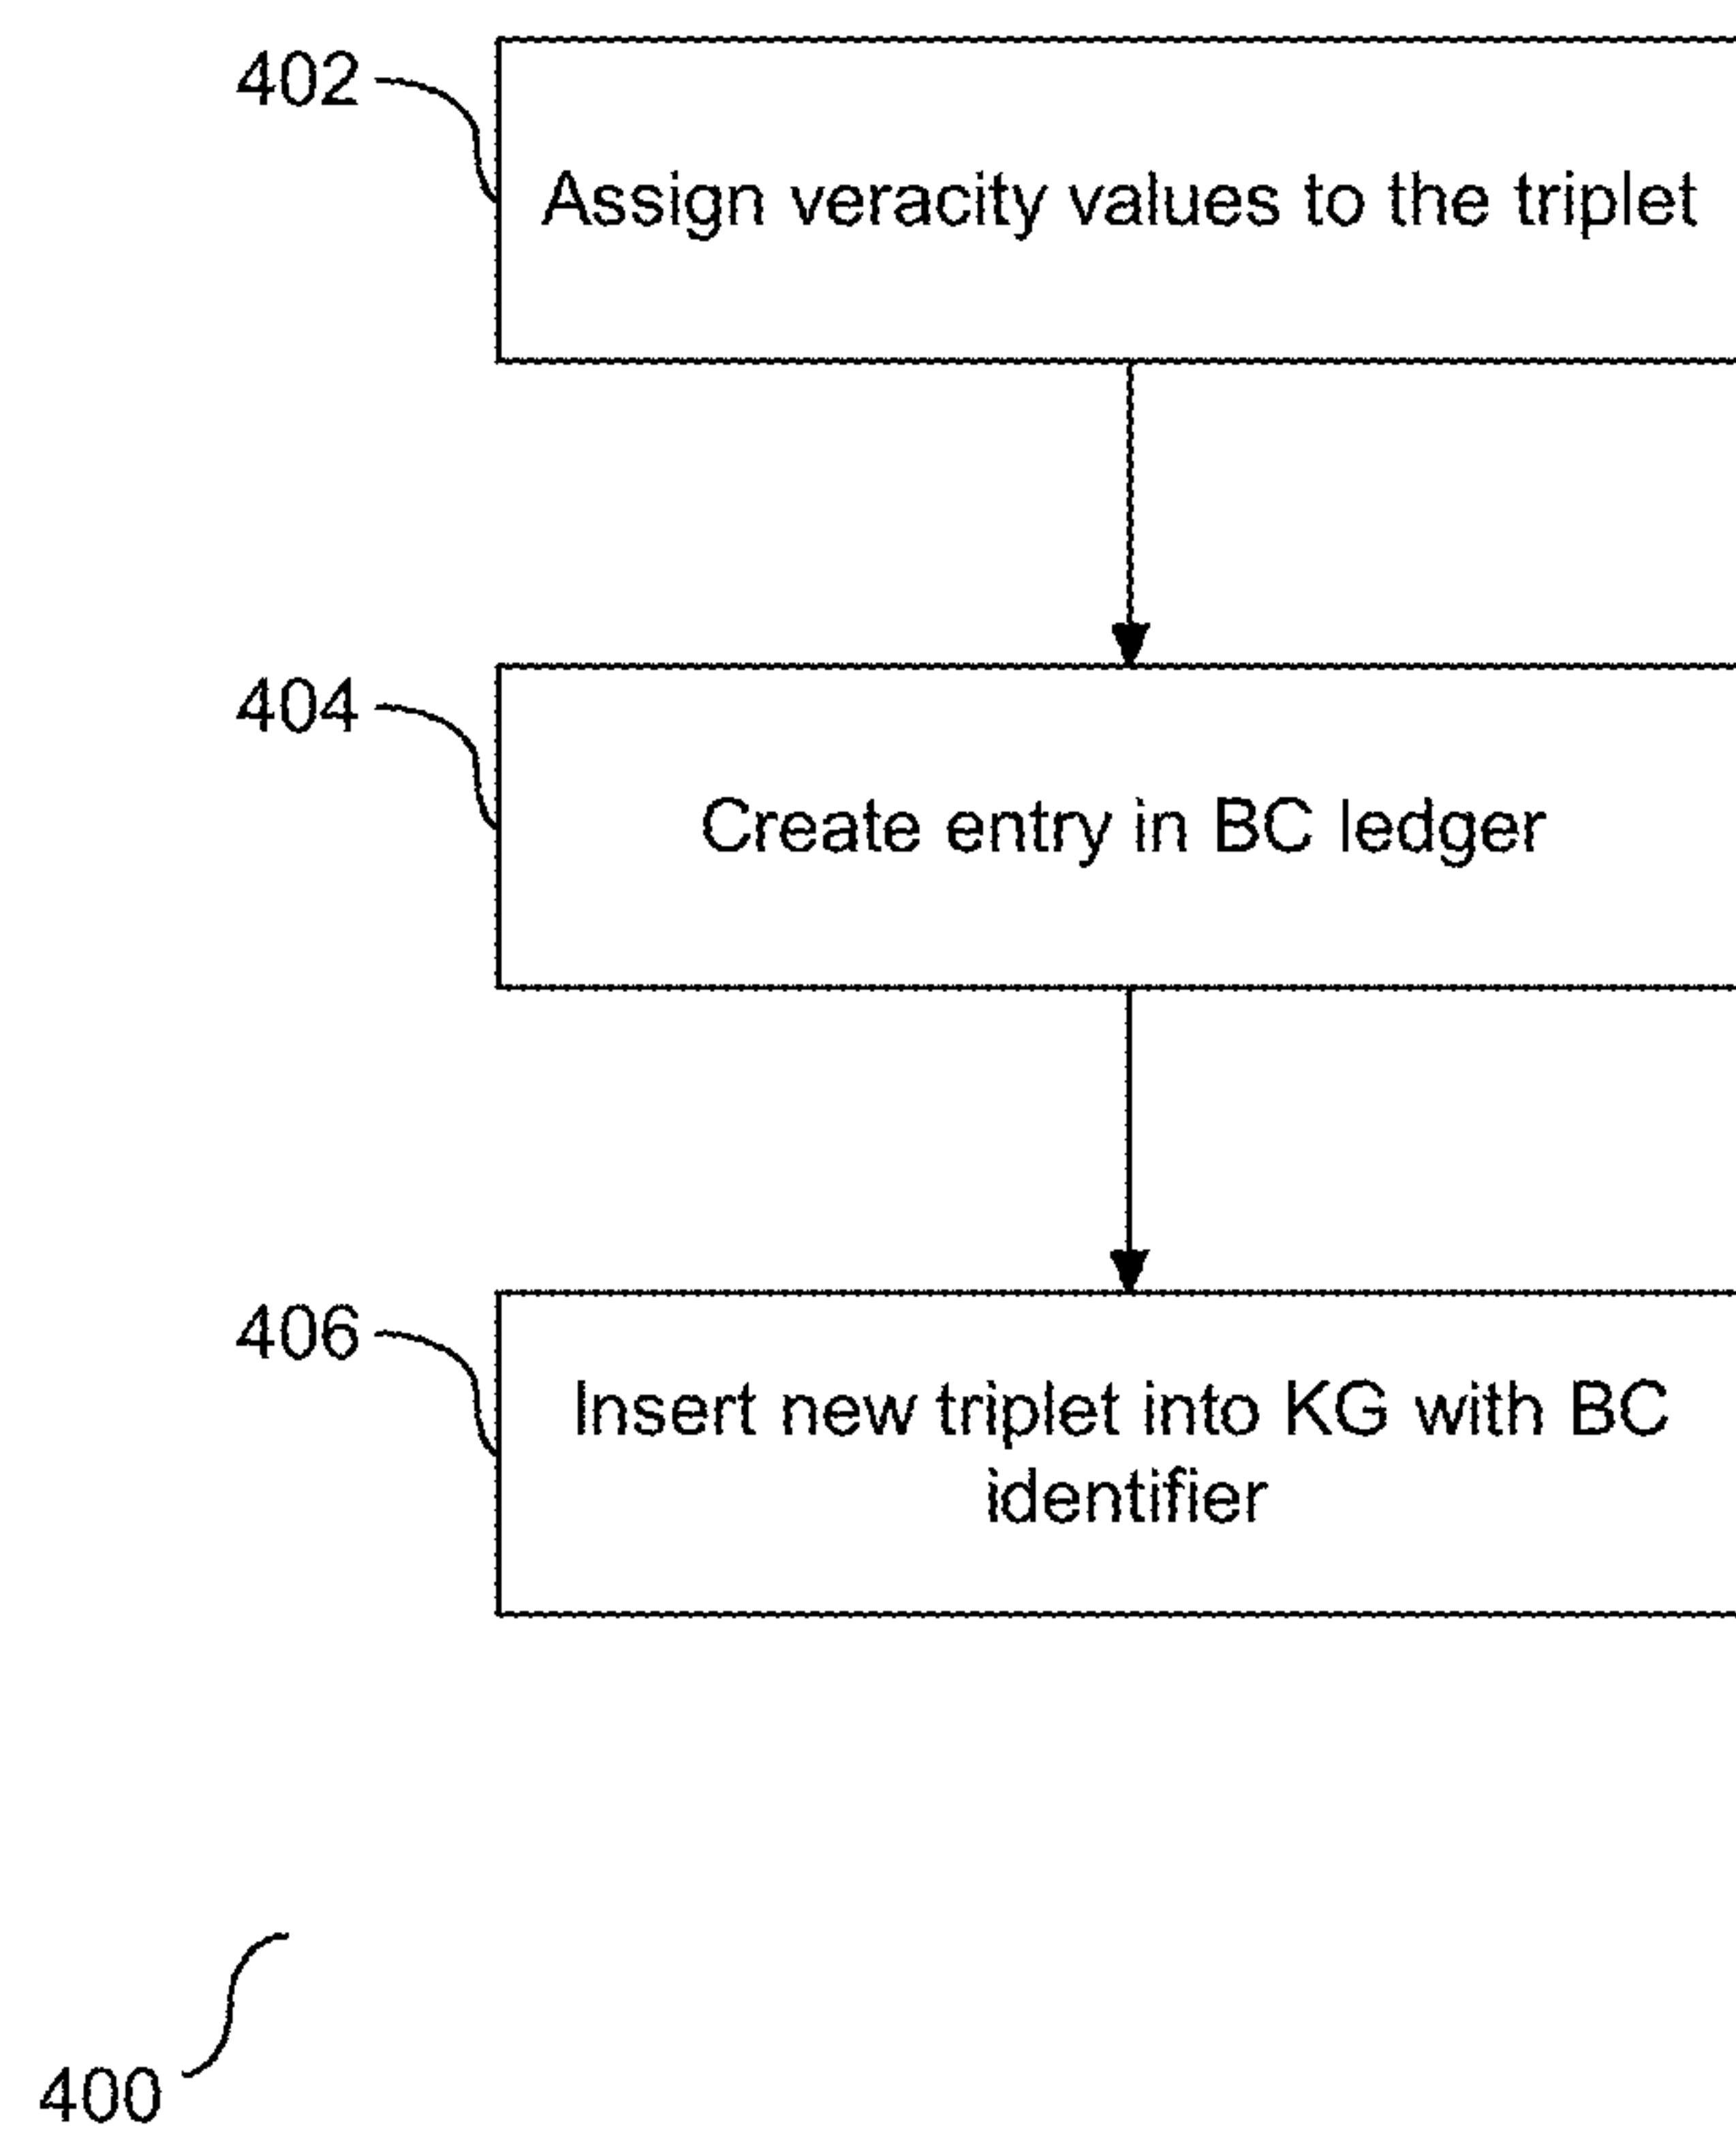 402
Assign veracity values to the triplet
404
Create entry in BC ledger
406
Insert new triplet into KG with BC
identifier
400